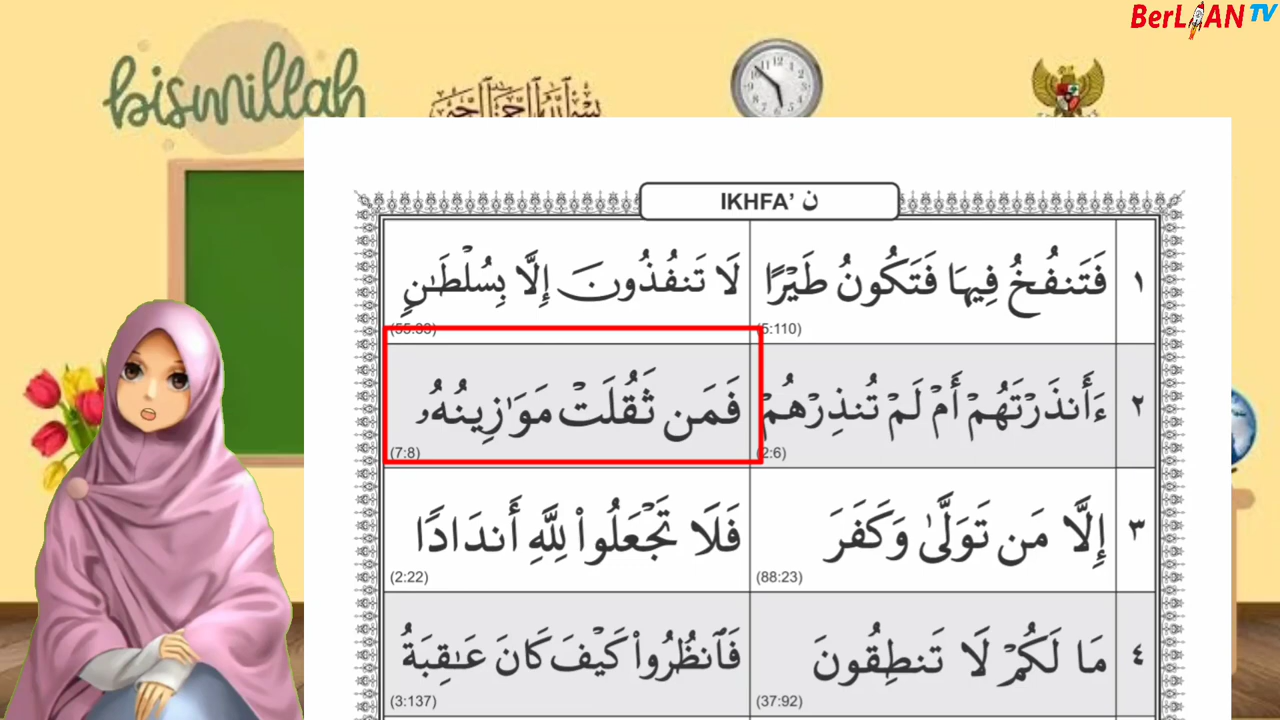 BerLIAN TV
bismillah
IKHFA' ن
١
فَتَنفُخُ فِيهَا فَتَكُونُ طَيْرًا
(5:110)
لَا تَنفُذُونَ إِلَّا بِسُلْطَـٰنٍ
(55:33)
٢
ءَأَنذَرْتَهُمْ أَمْ لَمْ تُنذِرْهُمْ
(2:6)
فَمَن ثَقُلَتْ مَوَٰزِينُهُۥ
(7:8)
٣
إِلَّا مَن تَوَلَّىٰ وَكَفَرَ
(88:23)
فَلَا تَجْعَلُوا۟ لِلَّهِ أَندَادًا
(2:22)
٤
مَا لَكُمْ لَا تَنطِقُونَ
(37:92)
فَٱنظُرُوا۟ كَيْفَ كَانَ عَـٰقِبَةُ
(3:137)